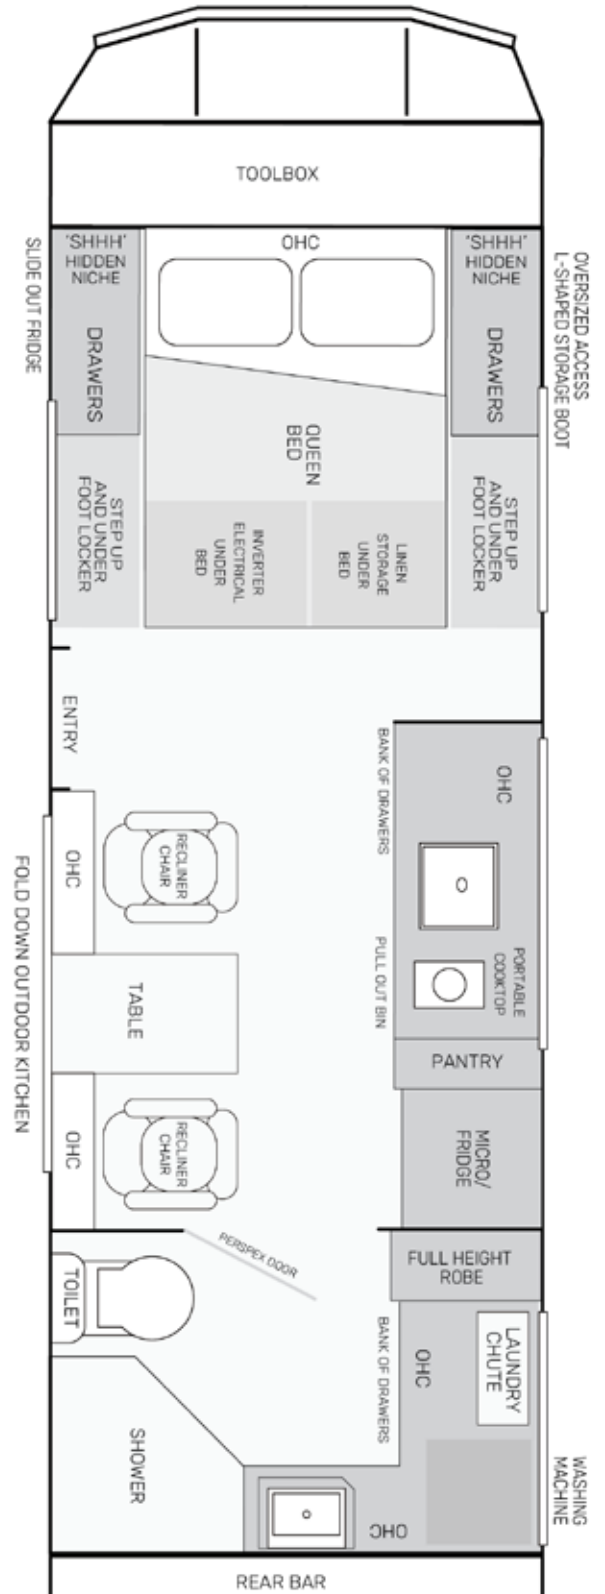 TOOLBOX
'SHHH'
HIDDEN
NICHE
OHC
'SHHH'
HIDDEN
NICHE
SLIDE OUT FRIDGE
DRAWERS
DRAWERS
OVERSIZED ACCESS
L-SHAPED STORAGE BOOT
QUEEN
BED
STEP UP
AND UNDER
FOOT LOCKER
INVERTER
ELECTRICAL
UNDER
BED
LINEN
STORAGE
UNDER
BED
STEP UP
AND UNDER
FOOT LOCKER
ENTRY
BANK OF DRAWERS
OHC
OHC
RECLINER
CHAIR
FOLD DOWN OUTDOOR KITCHEN
TABLE
PULL OUT BIN
PORTABLE
COOKTOP
PANTRY
OHC
RECLINER
CHAIR
MICRO/
FRIDGE
PERSPEX DOOR
FULL HEIGHT
ROBE
TOILET
BANK OF DRAWERS
OHC
LAUNDRY
CHUTE
SHOWER
WASHING
MACHINE
OHC
REAR BAR